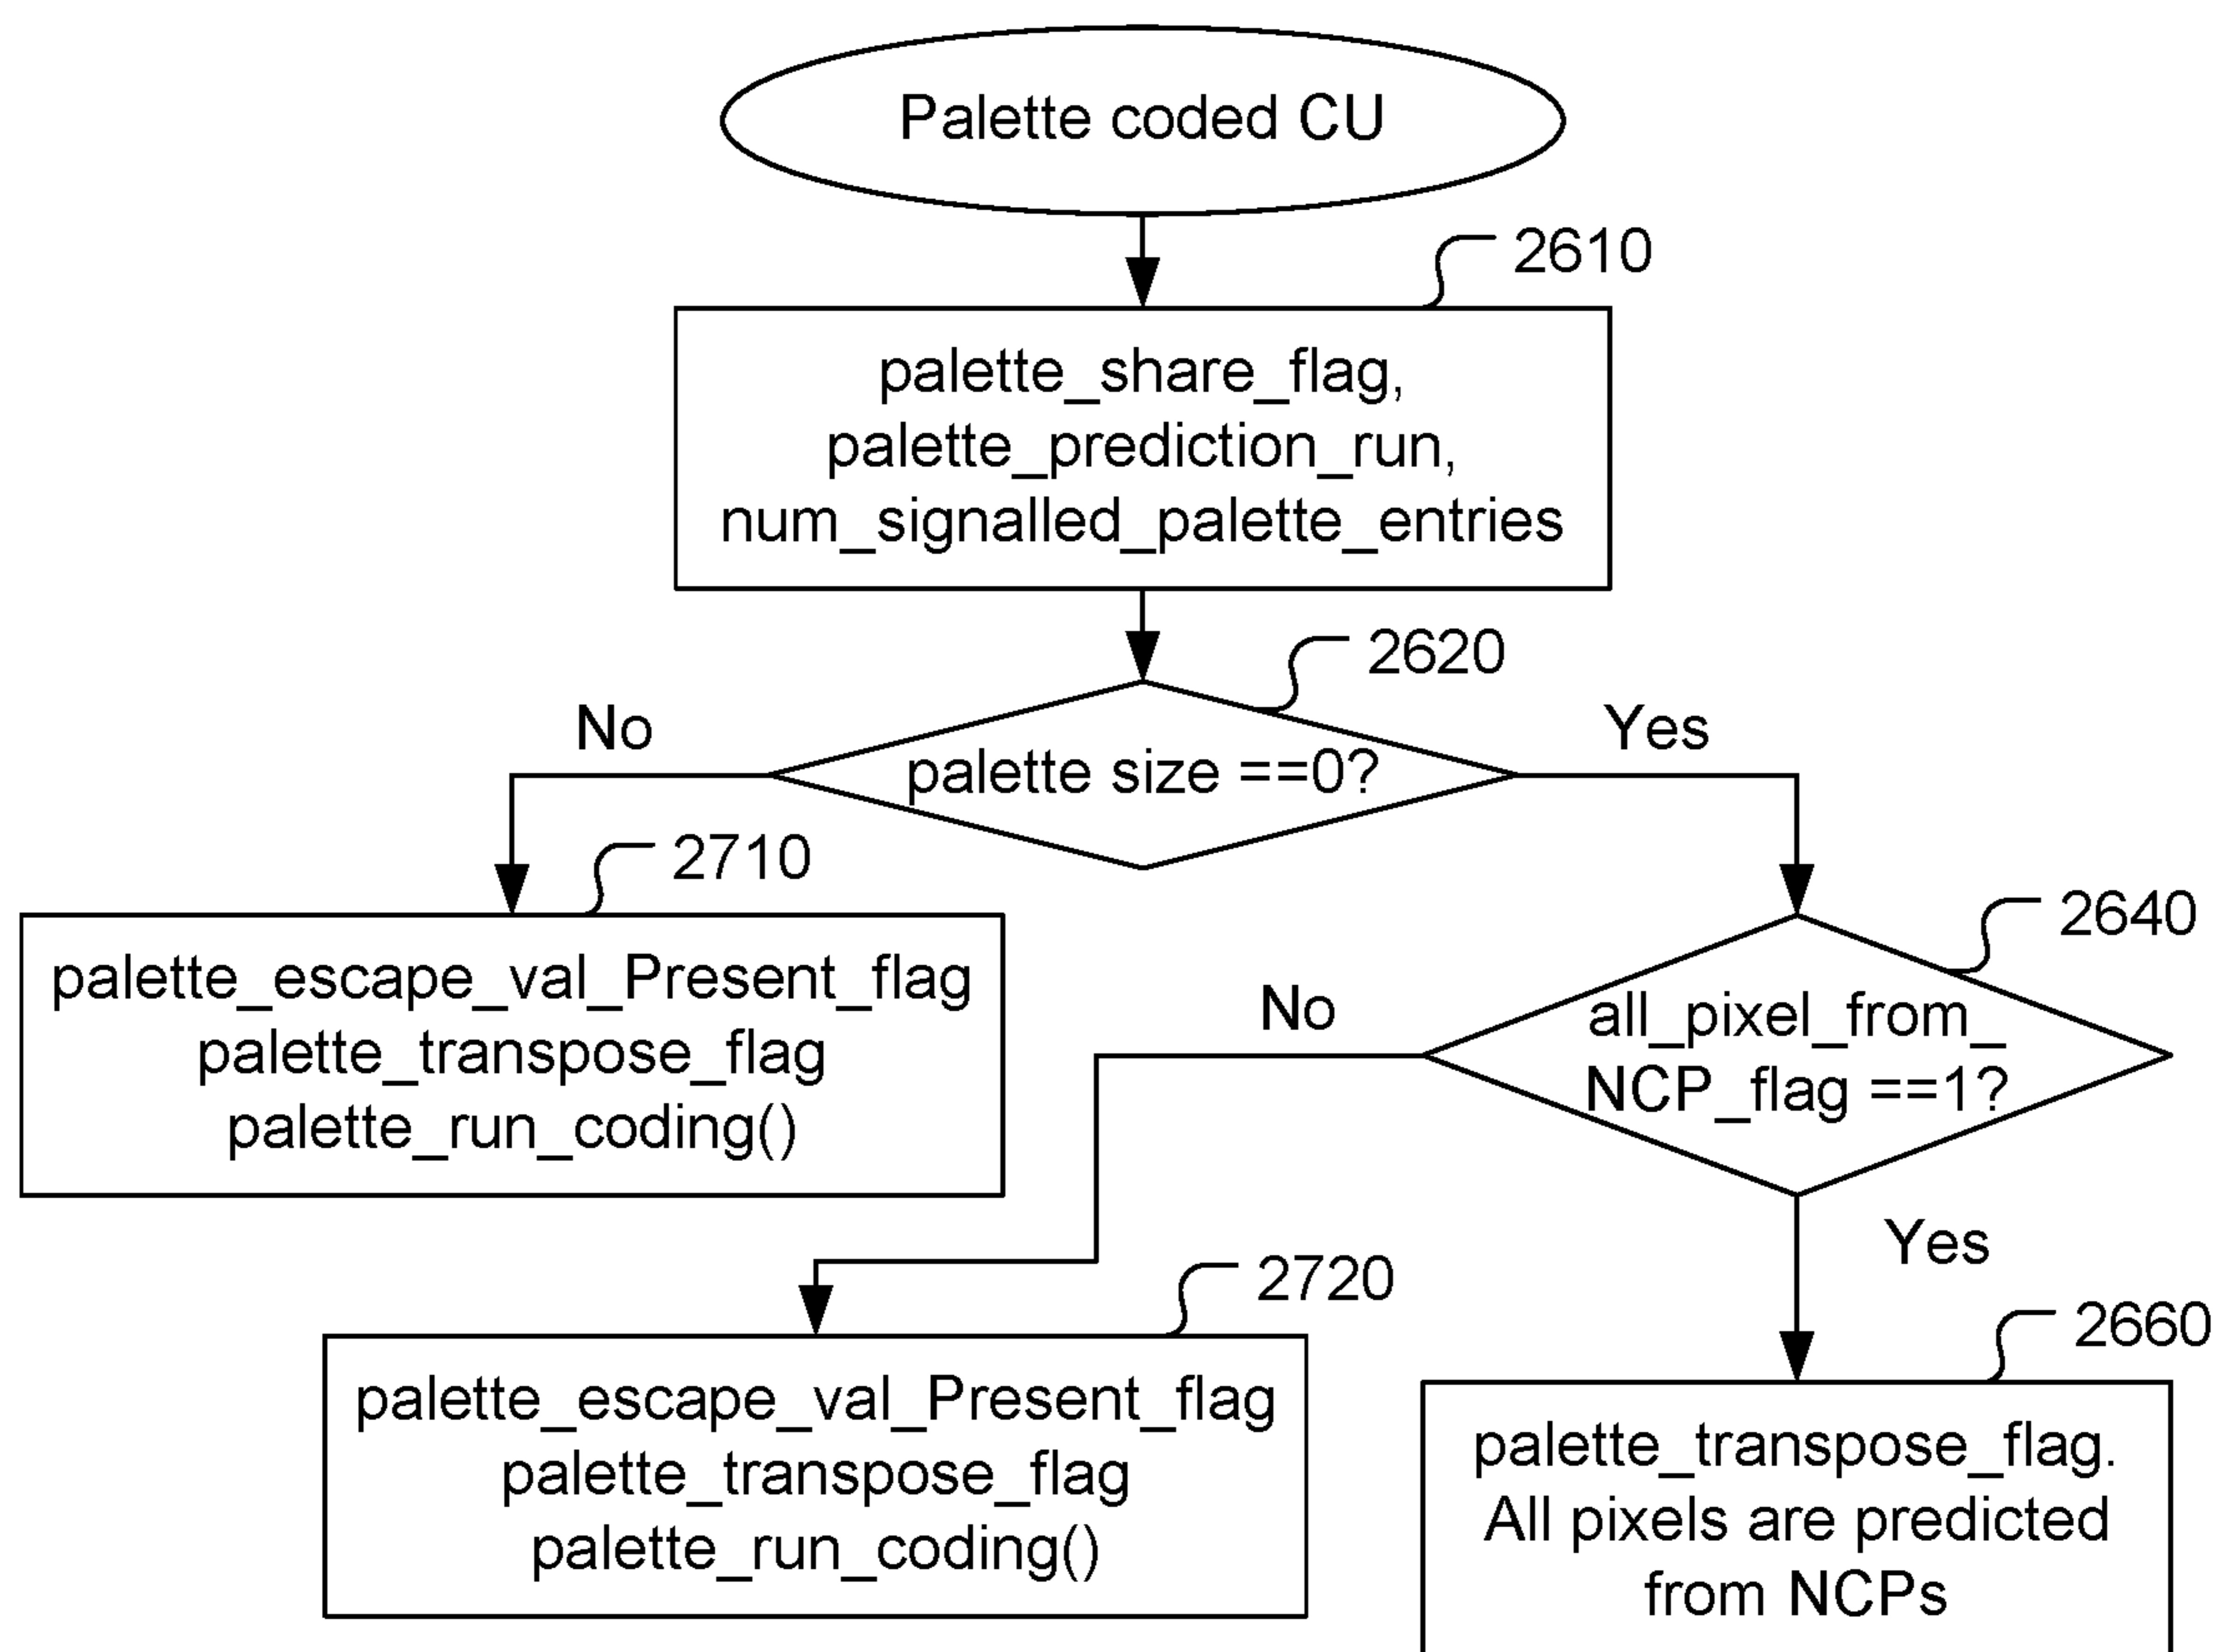 Palette coded CU
2610
palette_share_flag,
palette_prediction_run,
num_signalled_palette_entries
2620
No
Yes
palette size ==0?
2710
2640
palette_escape_val_Present_flag
palette_transpose_flag
palette_run_coding()
No
all_pixel_from_
NCP_flag ==1?
Yes
2720
2660
palette_escape_val_Present_flag
palette_transpose_flag
palette_run_coding()
palette_transpose_flag.
All pixels are predicted
from NCPs